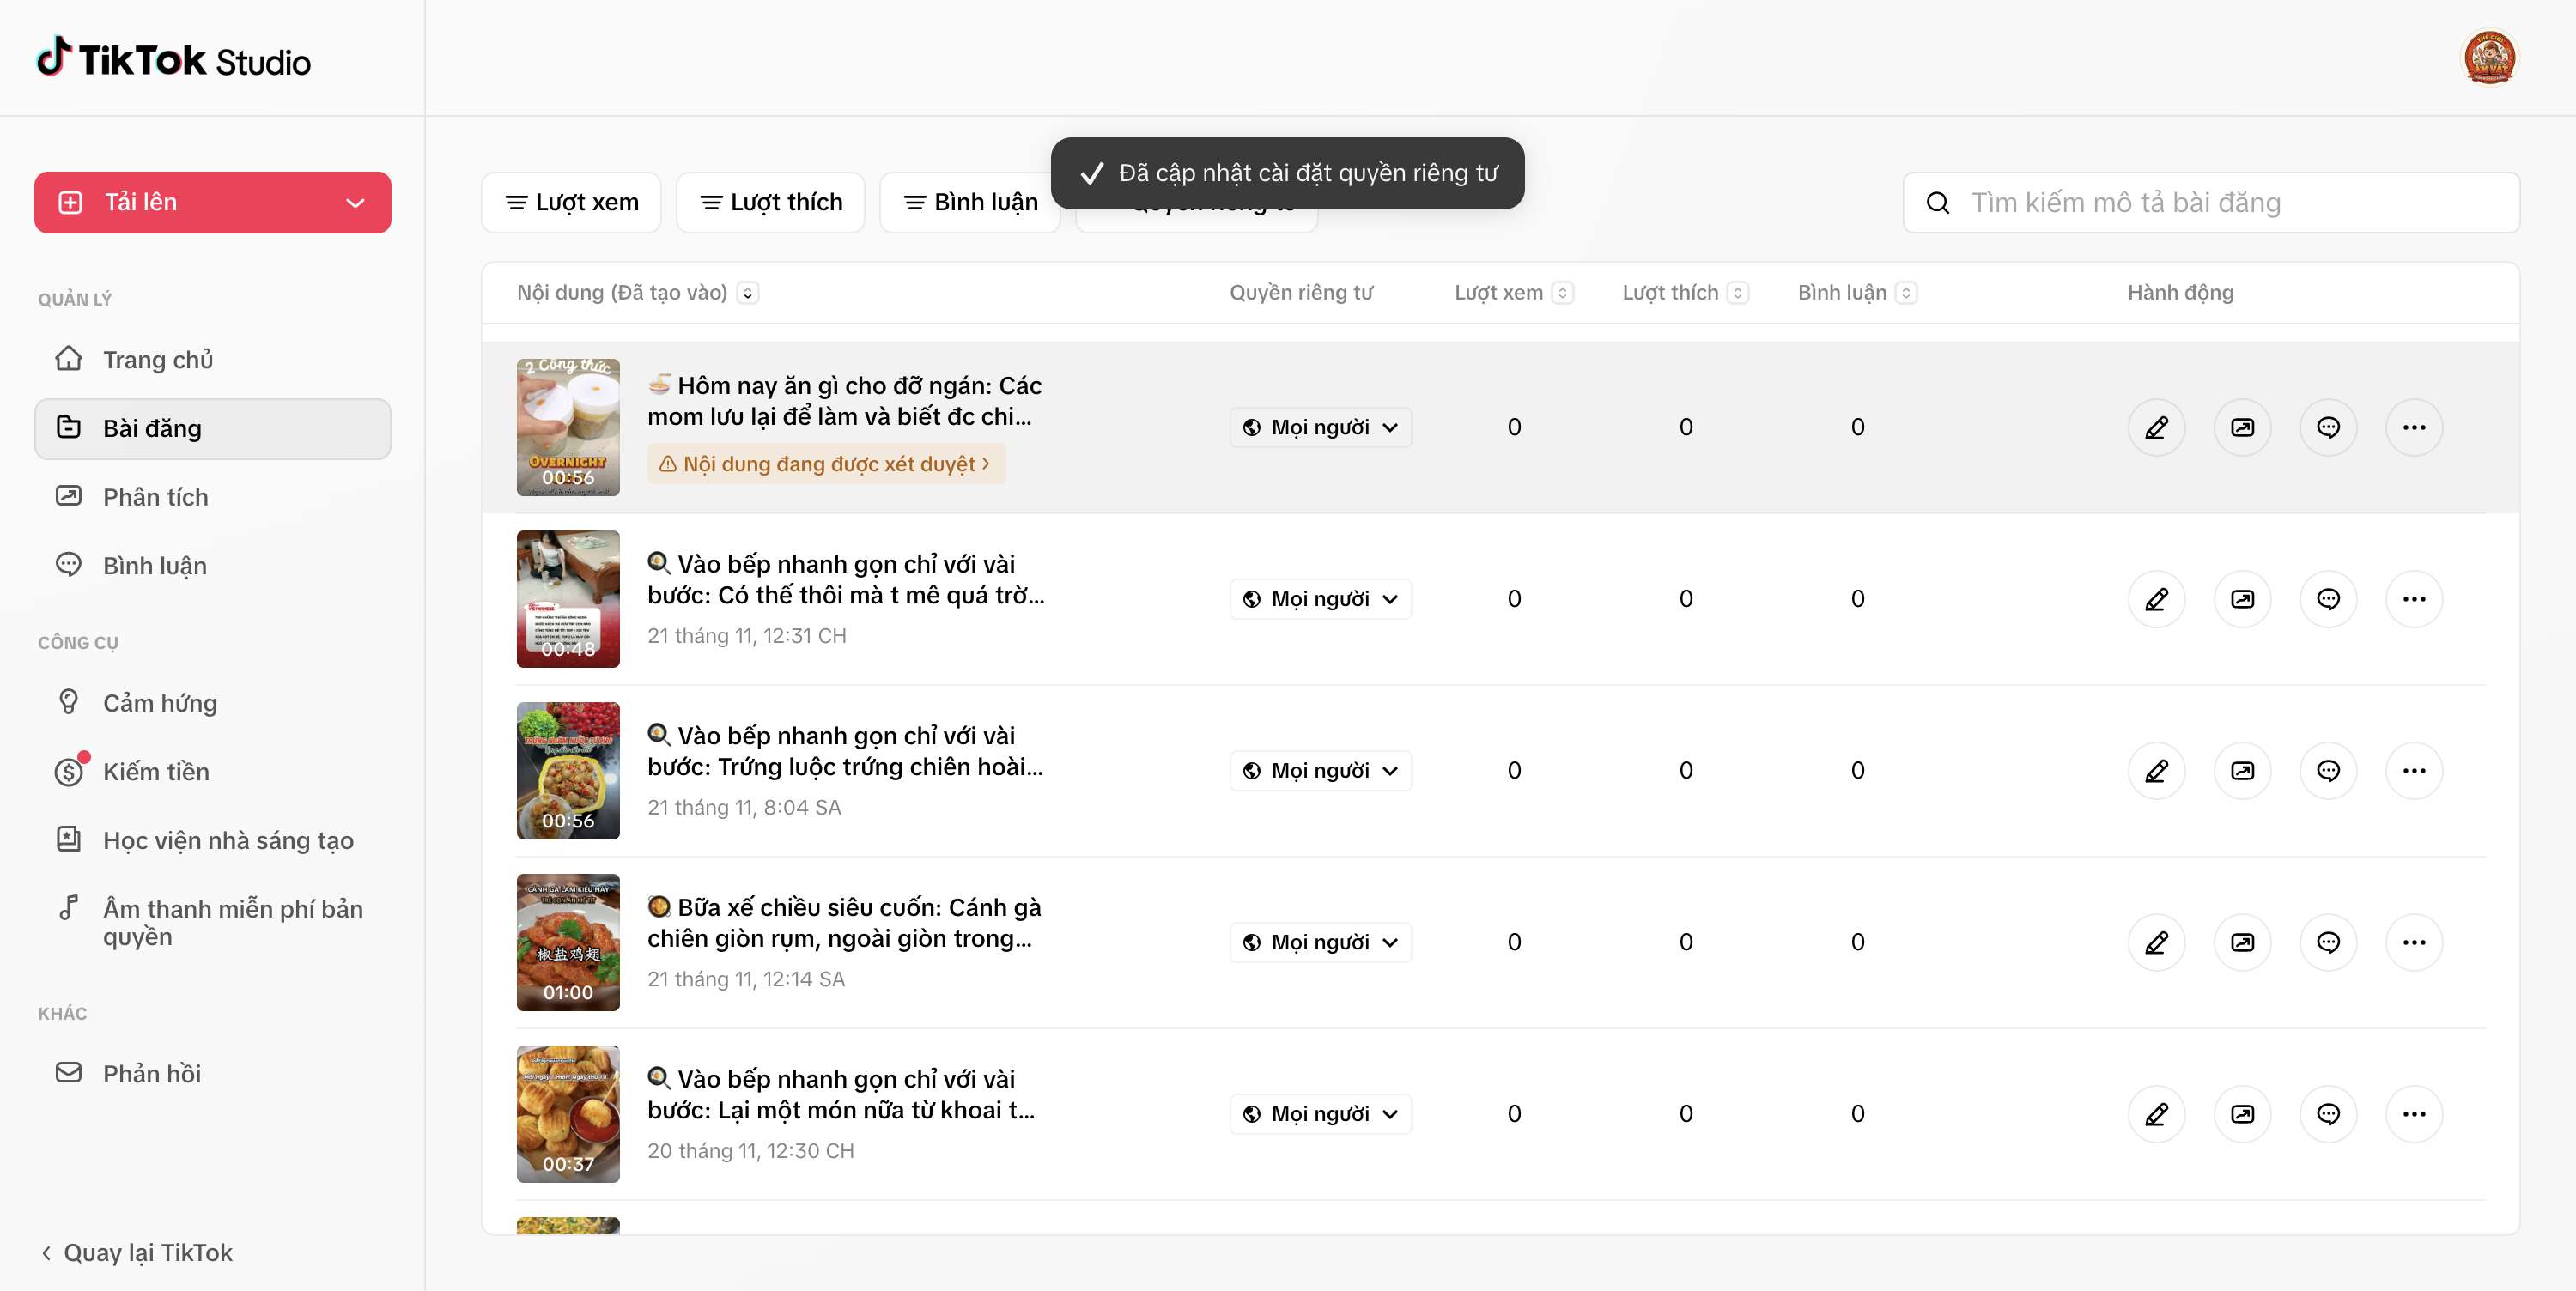 TikTok Studio
Đã cập nhật cài đặt quyền riêng tư
Tải lên
Lượt xem
Lượt thích
Bình luận
Tìm kiếm mô tả bài đăng
QUẢN LÝ
Trang chủ
Bài đăng
Phân tích
Bình luận
CÔNG CỤ
Cảm hứng
Kiếm tiền
Học viện nhà sáng tạo
Âm thanh miễn phí bản
quyền
KHÁC
Phản hồi
Quay lại TikTok
Nội dung (Đã tạo vào)
Quyền riêng tư
Lượt xem
Lượt thích
Bình luận
Hành động
2 Công thức
OVERNIGHT
00:56
Hôm nay ăn gì cho đỡ ngán: Các
mom lưu lại để làm và biết đc chi...
Nội dung đang được xét duyệt
Mọi người
0
0
0
00:48
Vào bếp nhanh gọn chỉ với vài
bước: Có thế thôi mà t mê quá trờ...
21 tháng 11, 12:31 CH
Mọi người
0
0
0
00:56
Vào bếp nhanh gọn chỉ với vài
bước: Trứng luộc trứng chiên hoài...
21 tháng 11, 8:04 SA
Mọi người
0
0
0
CÁNH GÀ LÀM KIỂU NÀY
椒盐鸡翅
01:00
Bữa xế chiều siêu cuốn: Cánh gà
chiên giòn rụm, ngoài giòn trong...
21 tháng 11, 12:14 SA
Mọi người
0
0
0
00:37
Vào bếp nhanh gọn chỉ với vài
bước: Lại một món nữa từ khoai t...
20 tháng 11, 12:30 CH
Mọi người
0
0
0